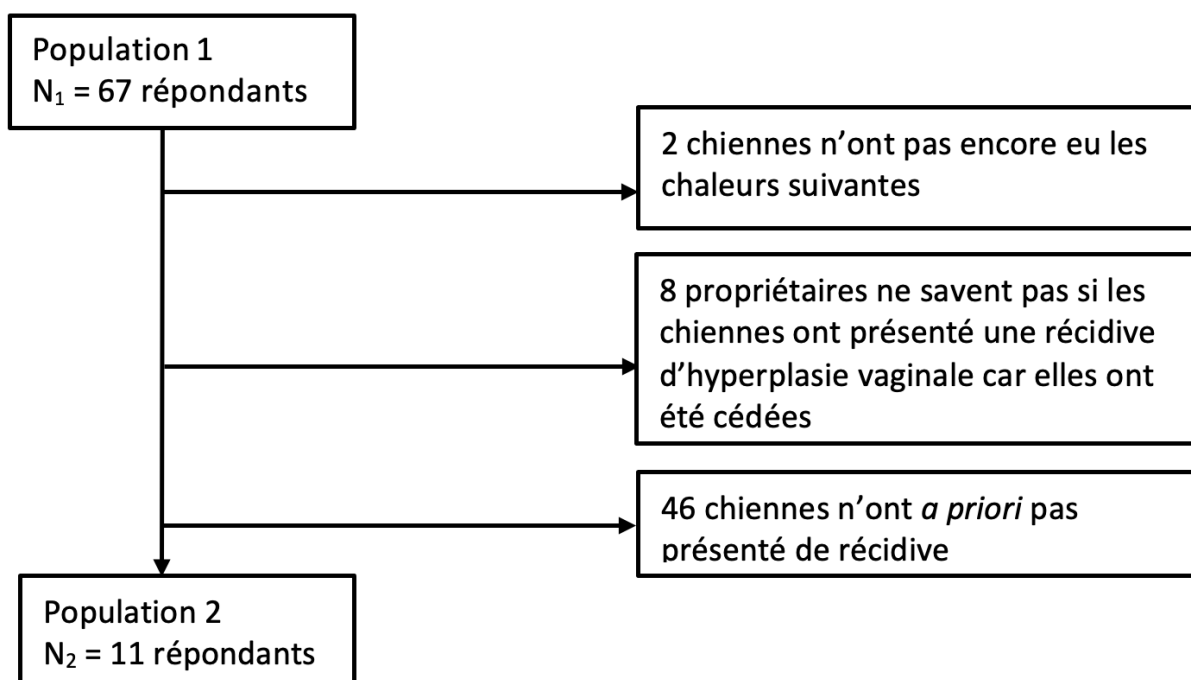 Population 1
N₁ = 67 répondants
2 chiennes n’ont pas encore eu les
chaleurs suivantes
8 propriétaires ne savent pas si les
chiennes ont présenté une récidive
d’hyperplasie vaginale car elles ont
été cédées
46 chiennes n’ont a priori pas
présenté de récidive
Population 2
N₂ = 11 répondants